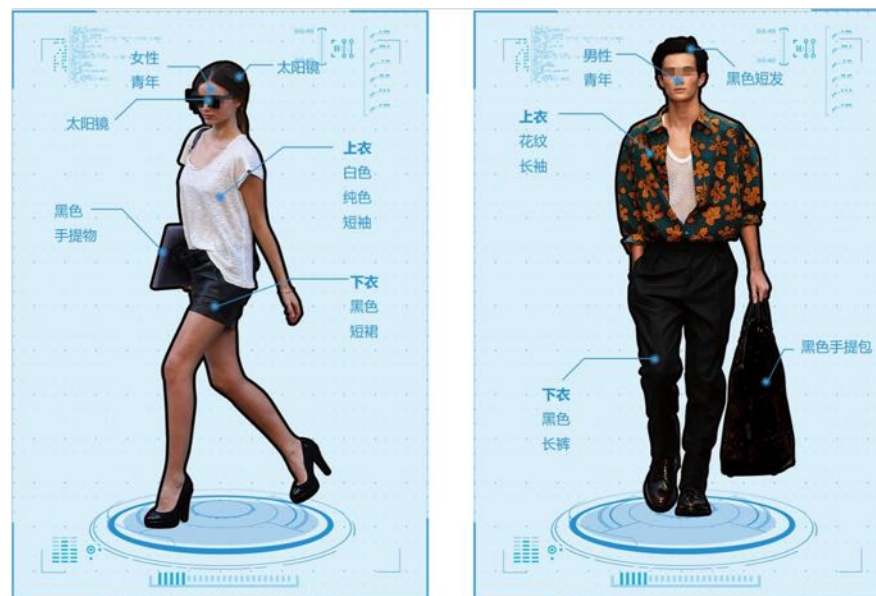 女性
青年
太阳镜
太阳镜
上衣
白色
纯色
短袖
黑色
手提物
下衣
黑色
短裙
男性
青年
黑色短发
上衣
花纹
长袖
黑色手提包
下衣
黑色
长裤